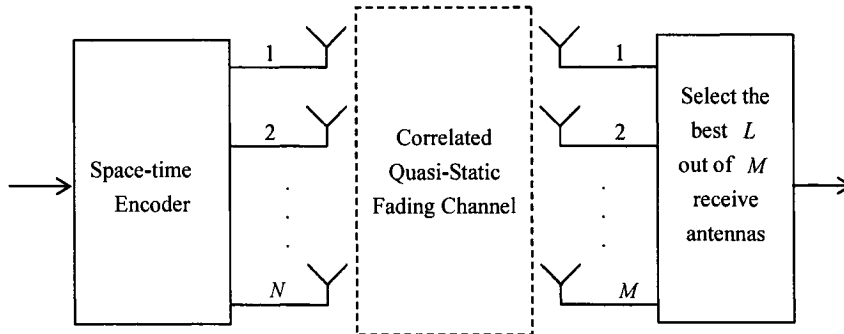 Space-time
Encoder
1
2
N
Correlated
Quasi-Static
Fading Channel
1
2
M
Select the
best L
out of M
receive
antennas